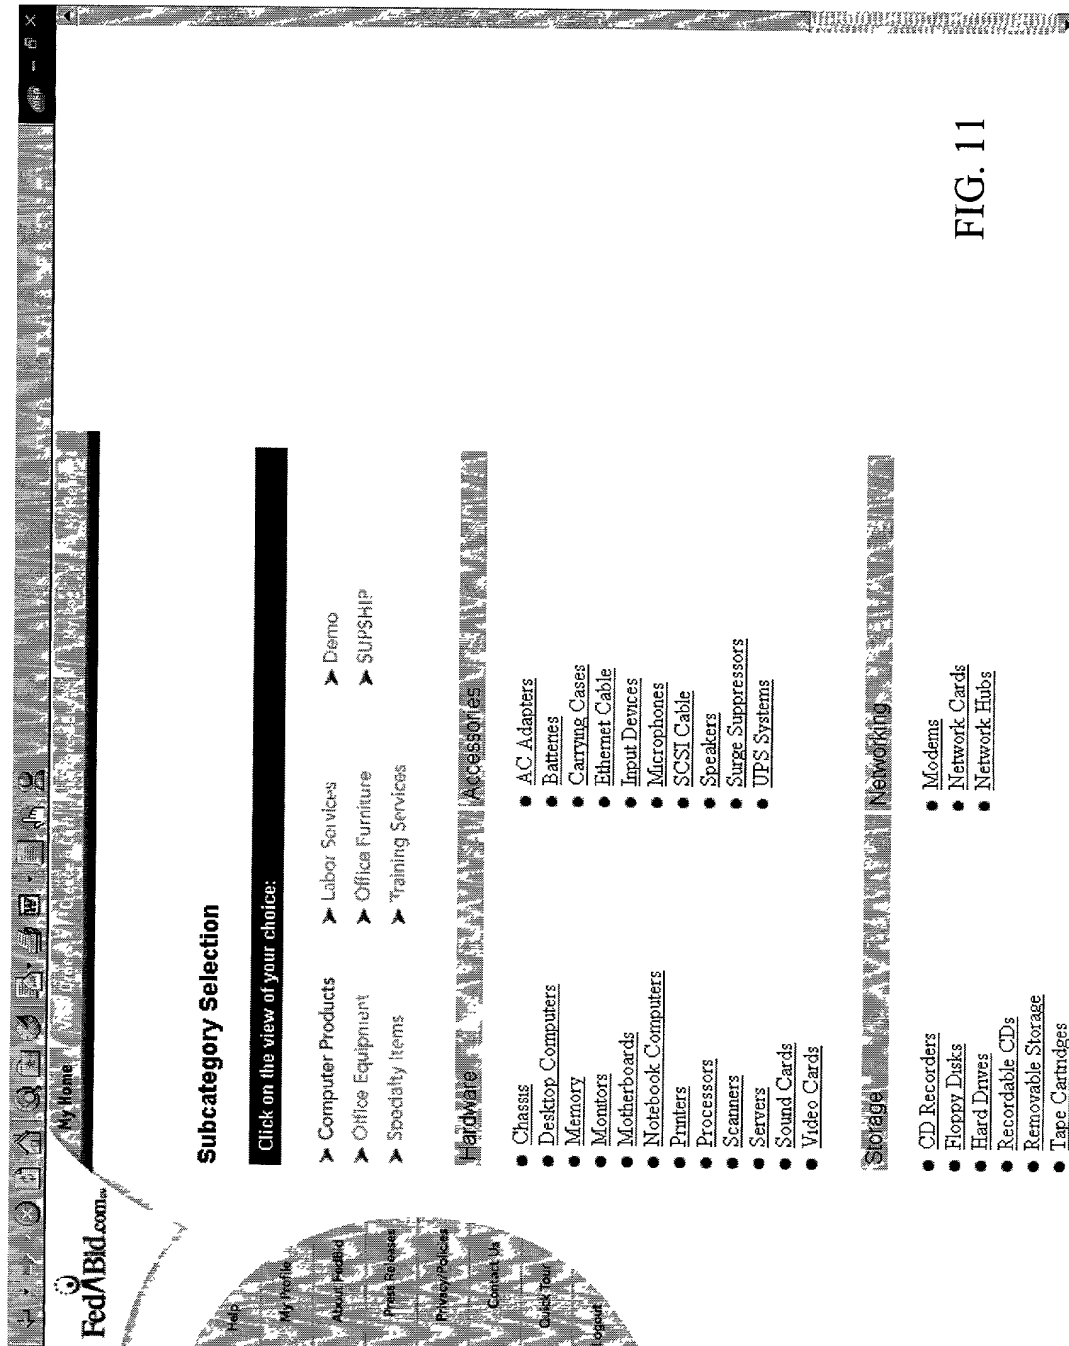 FedABid.com
My Home
Help
My Profile
About FedBid
Press Releases
Privacy/Policies
Contact Us
Quick Tour
Logout
Subcategory Selection
Click on the view of your choice:
➤ Computer Products ➤ Labor Services ➤ Demo
➤ Office Equipment ➤ Office Furniture ➤ SUPSHIP
➤ Specialty Items ➤ Training Services
Hardware
● Chassis
● Desktop Computers
● Memory
● Monitors
● Motherboards
● Notebook Computers
● Printers
● Processors
● Scanners
● Servers
● Sound Cards
● Video Cards
Accessories
● AC Adapters
● Batteries
● Carrying Cases
● Ethernet Cable
● Input Devices
● Microphones
● SCSI Cable
● Speakers
● Surge Suppressors
● UPS Systems
Storage
● CD Recorders
● Floppy Disks
● Hard Drives
● Recordable CDs
● Removable Storage
● Tape Cartridges
Networking
● Modems
● Network Cards
● Network Hubs
FIG. 11